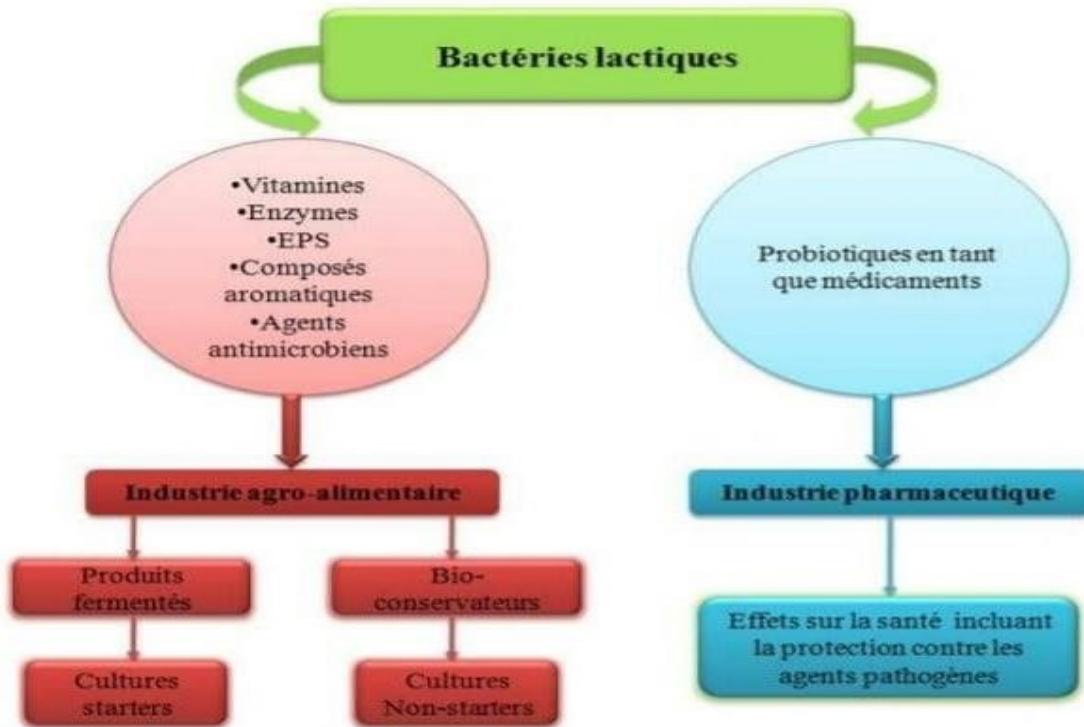 Bactéries lactiques
•Vitamines
•Enzymes
•EPS
•Composés
aromatiques
•Agents
antimicrobiens
Probiotiques en tant
que médicaments
Industrie agro-alimentaire
Industrie pharmaceutique
Produits
fermentés
Bio-
conservateurs
Effets sur la santé incluant
la protection contre les
agents pathogènes
Cultures
starters
Cultures
Non-starters